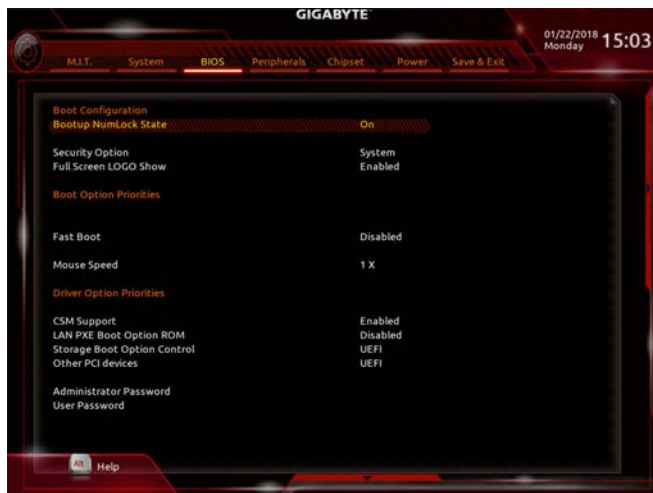 GIGABYTE
01/22/2018 15:03
Monday
M.I.T. System BIOS Peripherals Chipset Power Save & Exit
Boot Configuration
Bootup NumLock State On
Security Option System
Full Screen LOGO Show Enabled
Boot Option Priorities
Fast Boot Disabled
Mouse Speed 1 X
Driver Option Priorities
CSM Support Enabled
LAN PXE Boot Option ROM Disabled
Storage Boot Option Control UEFI
Other PCI devices UEFI
Administrator Password
User Password
Alt Help